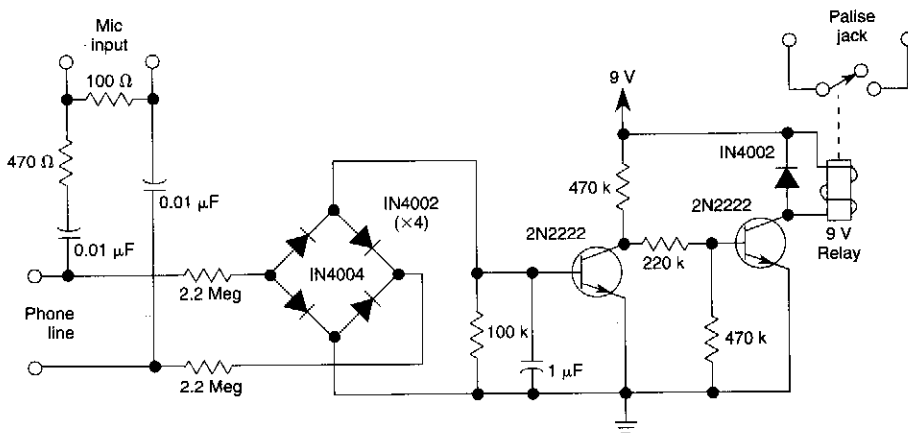 Palise
jack
Mic
input
100 Ω
9 V
470 Ω
0.01 µF
IN4002
470 k
IN4002
(×4)
2N2222
2N2222
0.01 µF
IN4004
220 k
9 V
Relay
2.2 Meg
Phone
line
100 k
470 k
1 µF
2.2 Meg